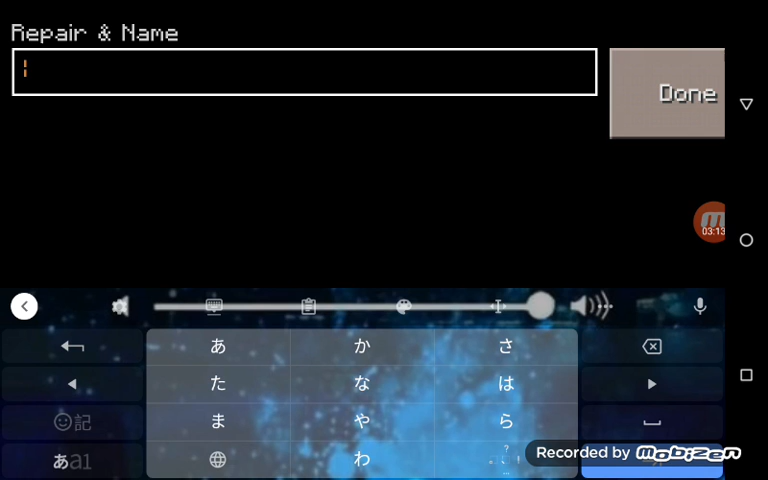 Repair & Name
Done
03:13
あ か さ
た な は
ま や ら
記
あa1 わ
Recorded by MOBIZEN